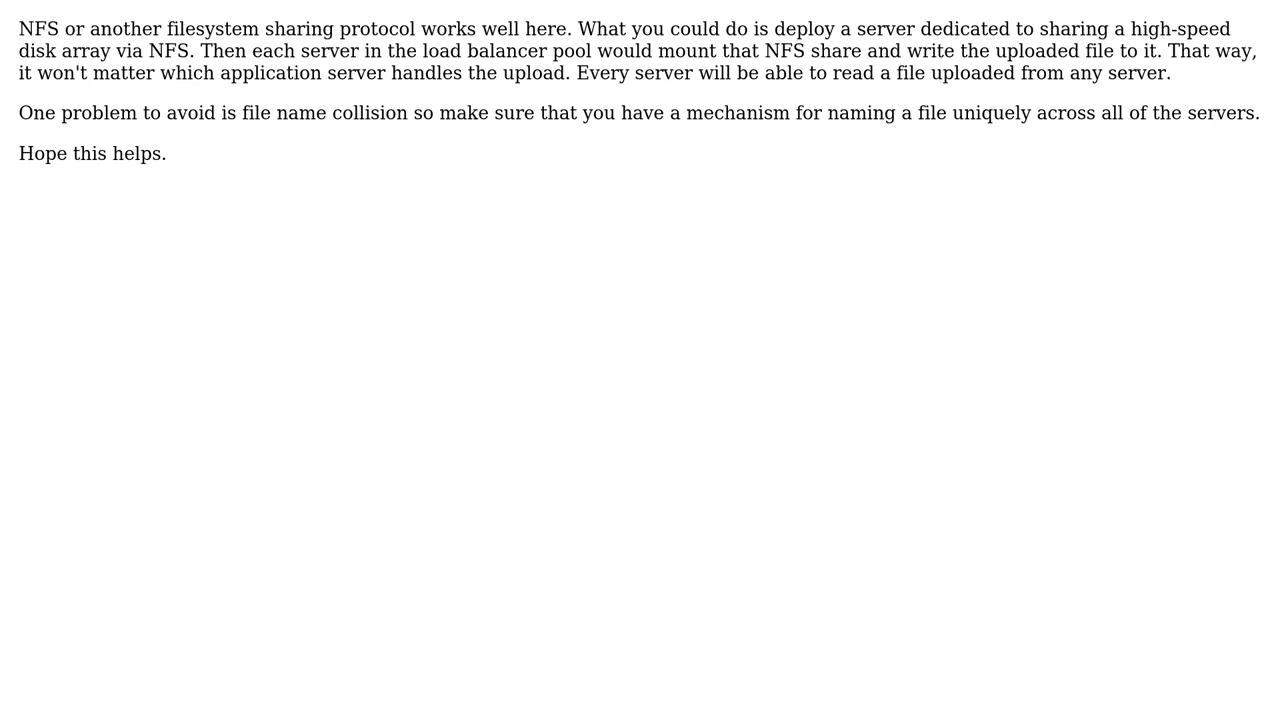 NFS or another filesystem sharing protocol works well here. What you could do is deploy a server dedicated to sharing a high-speed
disk array via NFS. Then each server in the load balancer pool would mount that NFS share and write the uploaded file to it. That way,
it won't matter which application server handles the upload. Every server will be able to read a file uploaded from any server.
One problem to avoid is file name collision so make sure that you have a mechanism for naming a file uniquely across all of the servers.
Hope this helps.